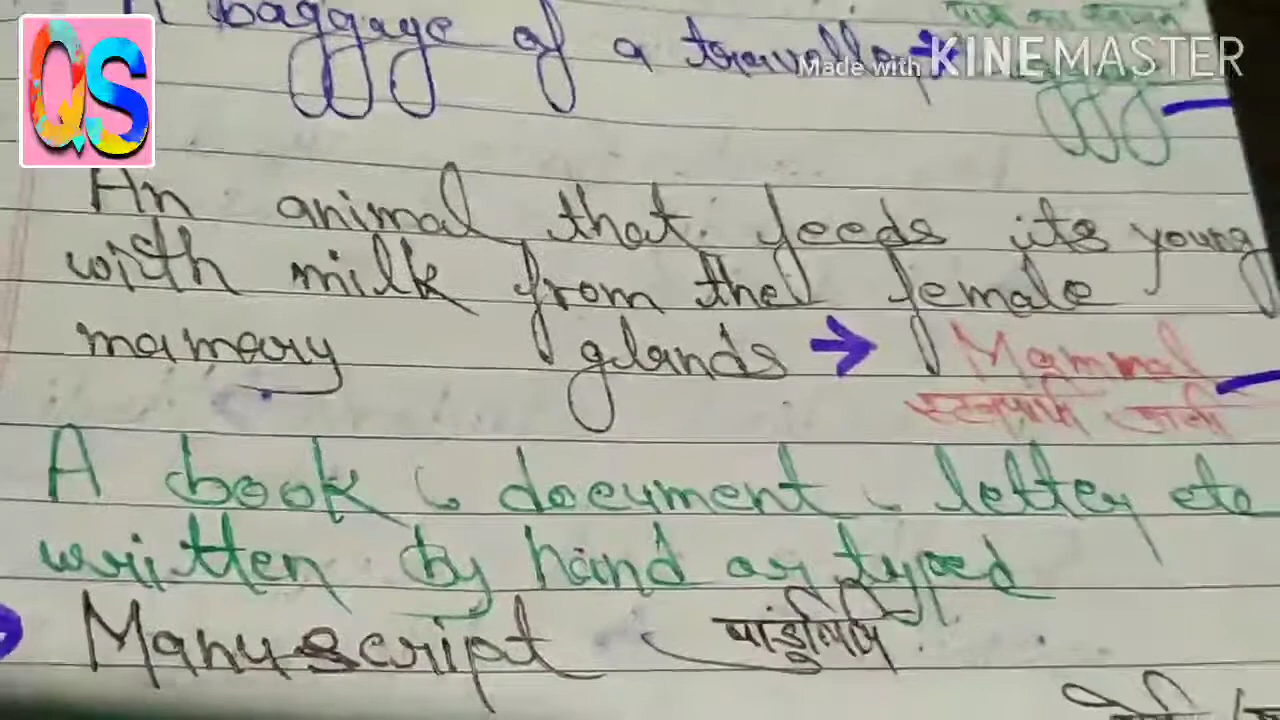 QS
baggage of a traveller
Made with KINEMASTER
An animal that feeds its young
with milk from the female
mamary glands → Mammal
स्तनपायी
A book, document, letter etc
written by hand or typed
Manuscript पांडुलिपि